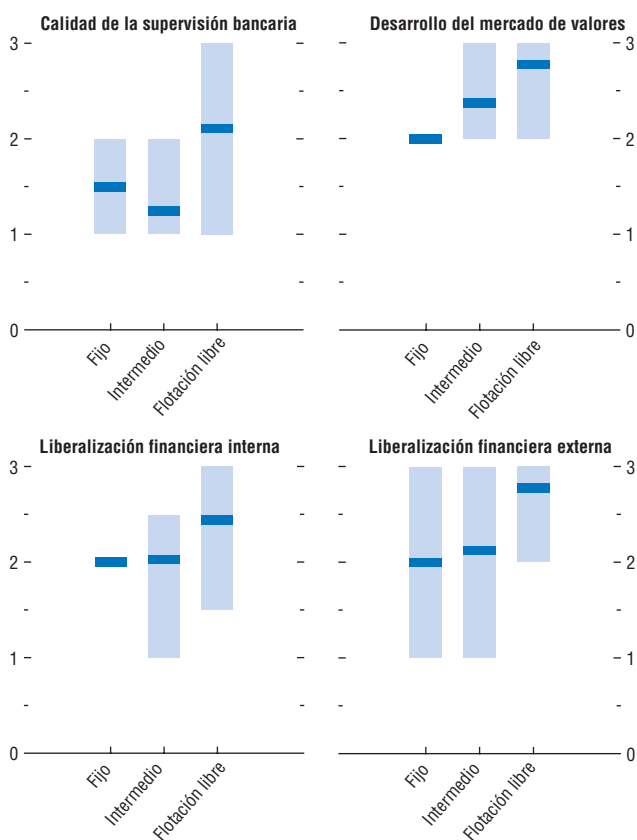 Calidad de la supervisión bancaria
3
2
1
0
Fijo
Intermedio
Flotación libre
Desarrollo del mercado de valores
3
2
1
0
Fijo
Intermedio
Flotación libre
Liberalización financiera interna
3
2
1
0
Fijo
Intermedio
Flotación libre
Liberalización financiera externa
3
2
1
0
Fijo
Intermedio
Flotación libre